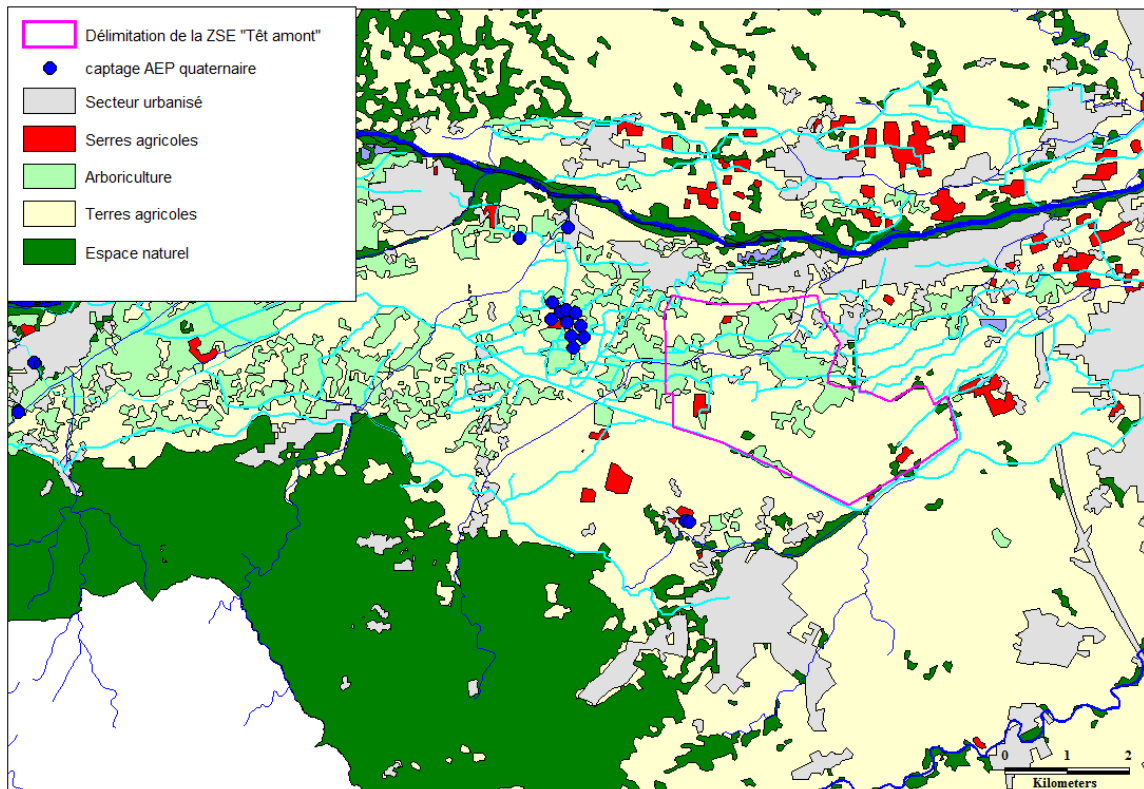 Délimitation de la ZSE "Têt amont"
captage AEP quaternaire
Secteur urbanisé
Serres agricoles
Arboriculture
Terres agricoles
Espace naturel
0 1 2
Kilometers